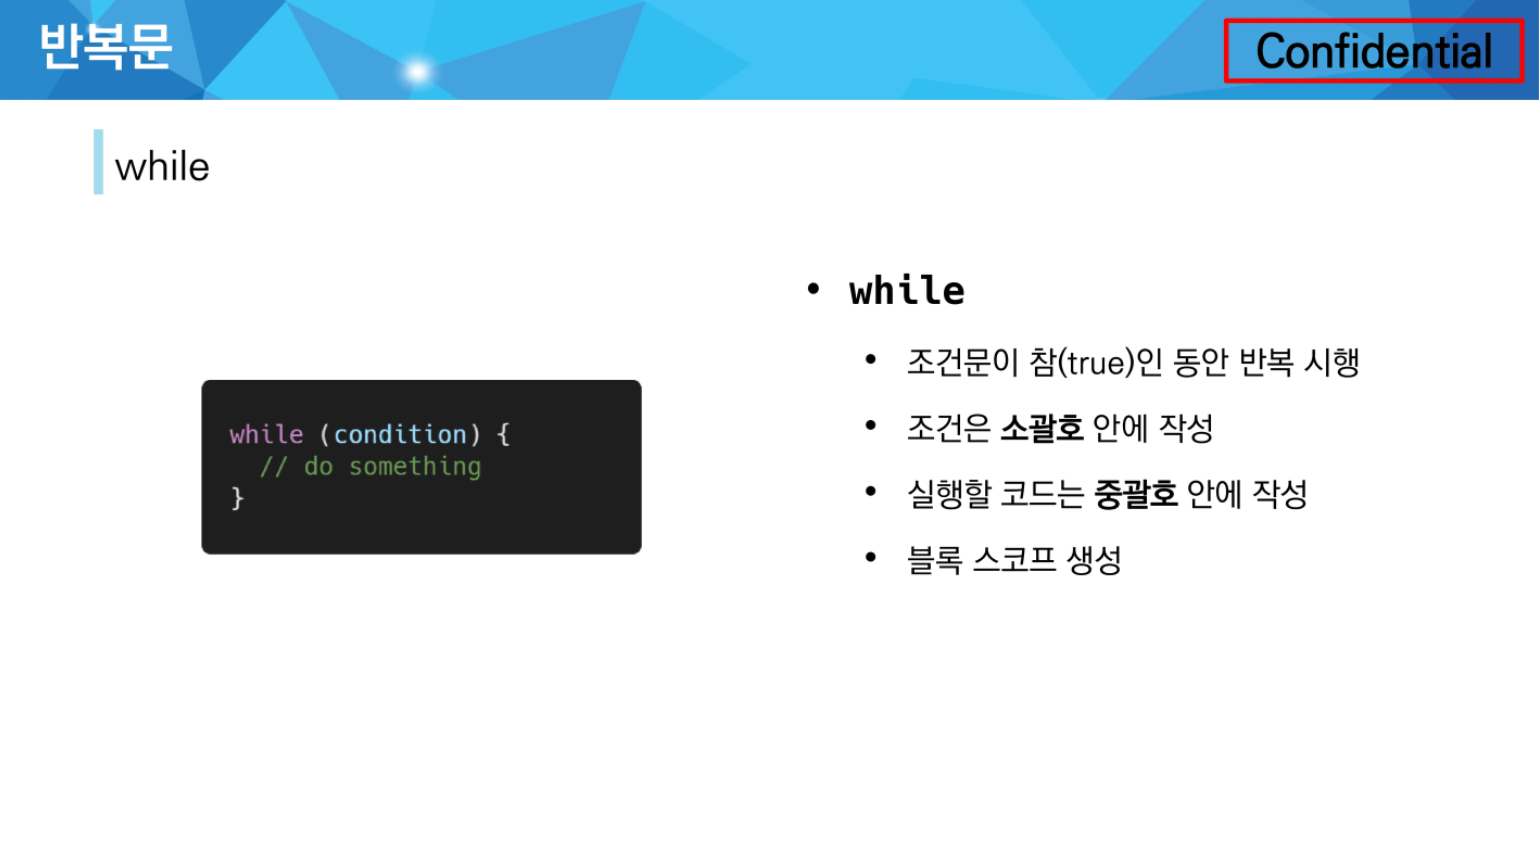 반복문
Confidential
while
while (condition) {
  // do something
}
• while
• 조건문이 참(true)인 동안 반복 시행
• 조건은 소괄호 안에 작성
• 실행할 코드는 중괄호 안에 작성
• 블록 스코프 생성